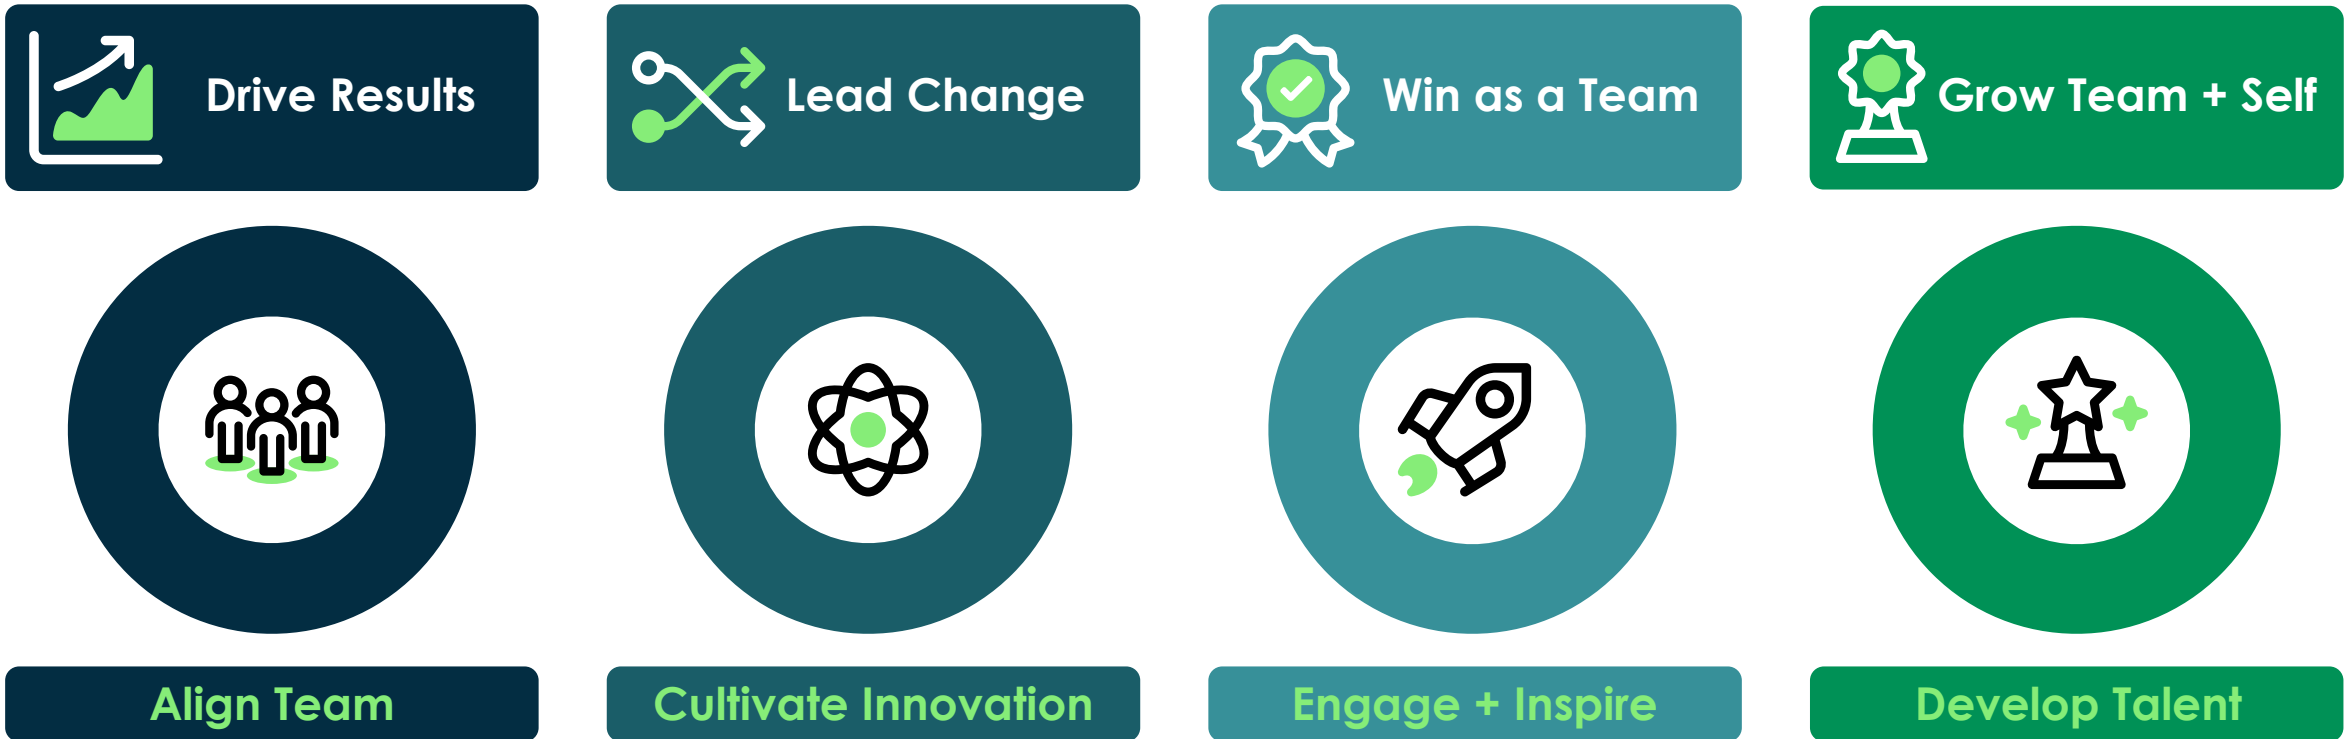 Drive Results
Lead Change
Win as a Team
Grow Team + Self
Align Team
Cultivate Innovation
Engage + Inspire
Develop Talent